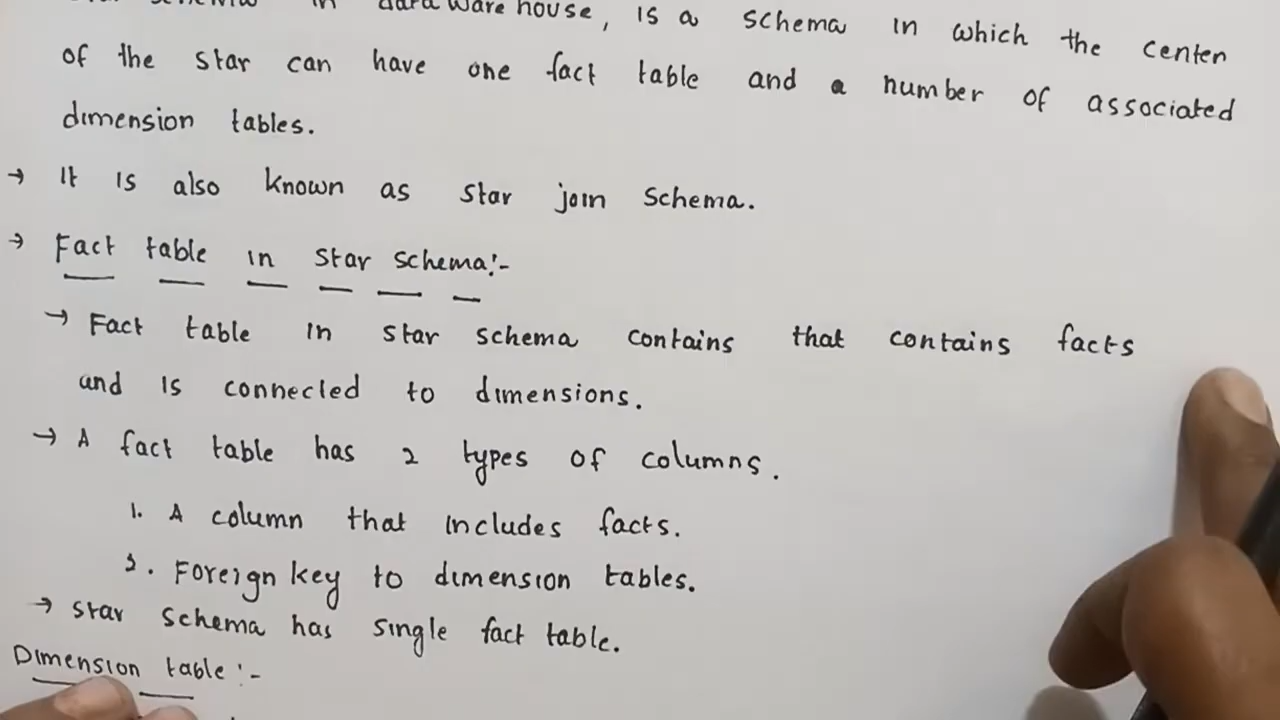 in data ware house, is a schema in which the center
of the star can have one fact table and a number of associated
dimension tables.
→ It is also known as star join schema.
→ Fact table in star schema:-
→ Fact table in star schema contains that contains facts
and is connected to dimensions.
→ A fact table has 2 types of columns.
1. A column that includes facts.
2. Foreign key to dimension tables.
→ star schema has single fact table.
Dimension table:-